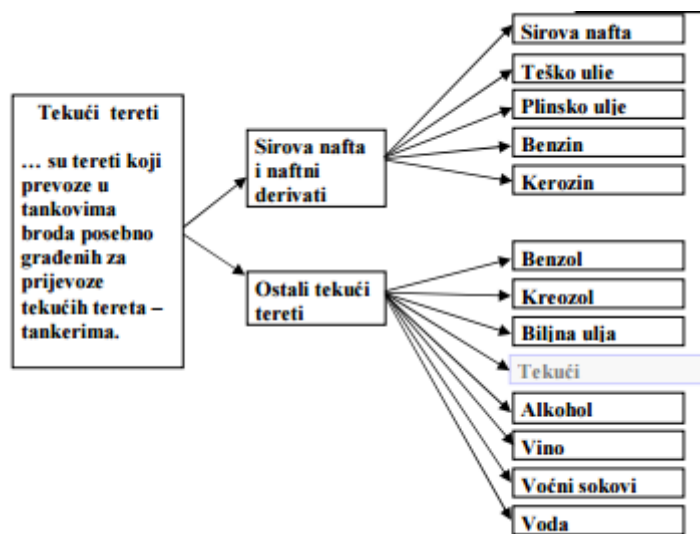 Tekući tereti
… su tereti koji
prevoze u
tankovima
broda posebno
građenih za
prijevoze
tekućih tereta –
tankerima.
Sirova nafta
i naftni
derivati
Sirova nafta
Teško ulie
Plinsko ulje
Benzin
Kerozin
Ostali tekući
tereti
Benzol
Kreozol
Biljna ulja
Tekući
Alkohol
Vino
Voćni sokovi
Voda